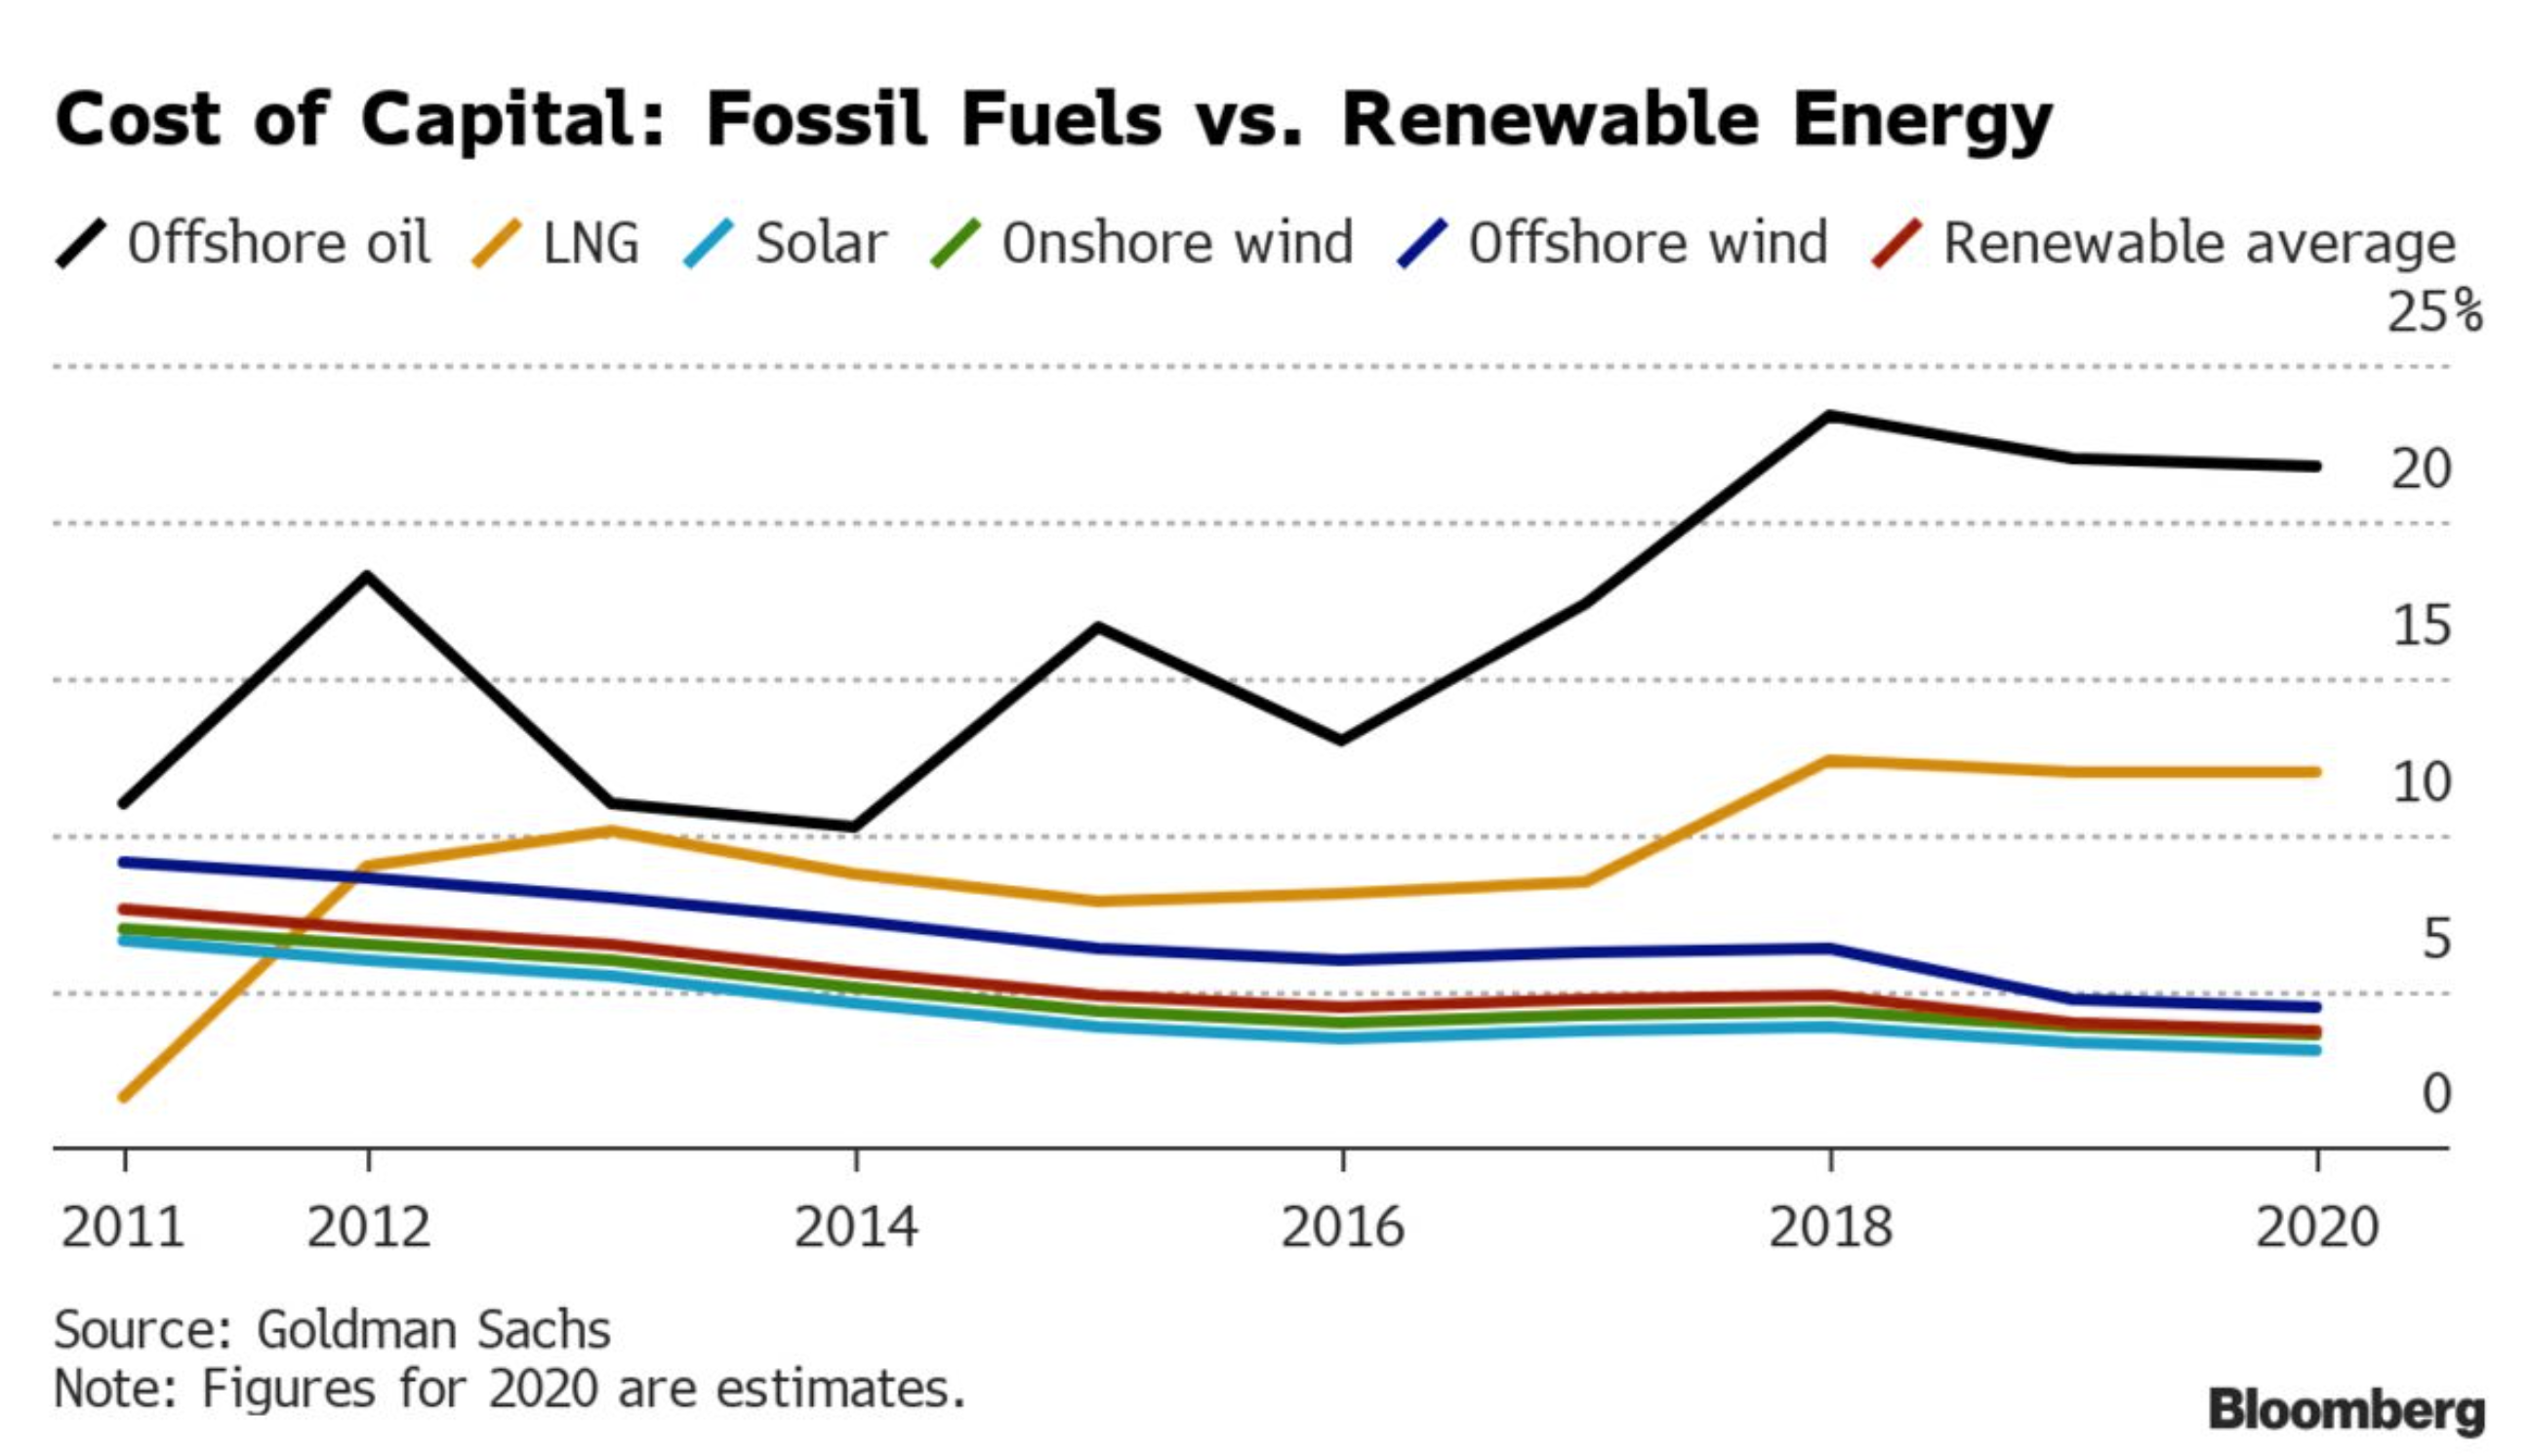 Cost of Capital: Fossil Fuels vs. Renewable Energy
Offshore oil LNG Solar Onshore wind Offshore wind Renewable average
25%
20
15
10
5
0
2011 2012 2014 2016 2018 2020
Source: Goldman Sachs
Note: Figures for 2020 are estimates.
Bloomberg